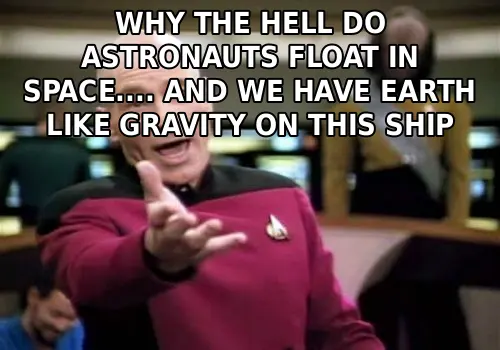 WHY THE HELL DO
ASTRONAUTS FLOAT IN
SPACE.... AND WE HAVE EARTH
LIKE GRAVITY ON THIS SHIP